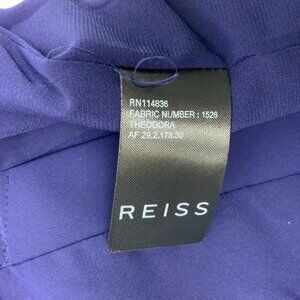 RN114836
FABRIC NUMBER : 1526
THEODORA
AF 29.2.178.30
REISS